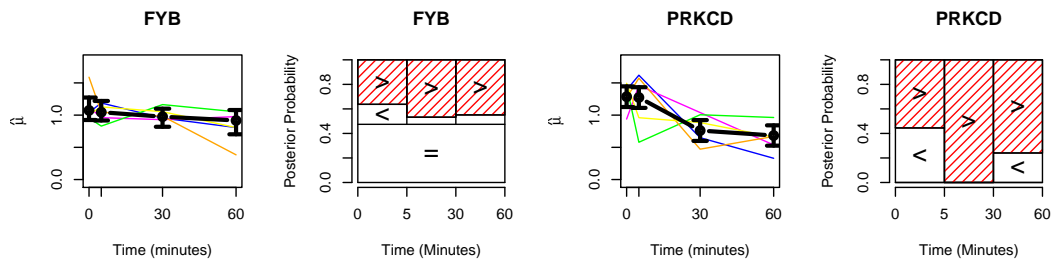 FYB
μ̂
0.0 1.0
0 30 60
Time (minutes)
FYB
Posterior Probability
0.0 0.4 0.8
> > >
<
=
0 5 30 60
Time (Minutes)
PRKCD
μ̂
0.0 1.0
0 30 60
Time (minutes)
PRKCD
Posterior Probability
0.0 0.4 0.8
> > >
< <
0 5 30 60
Time (Minutes)